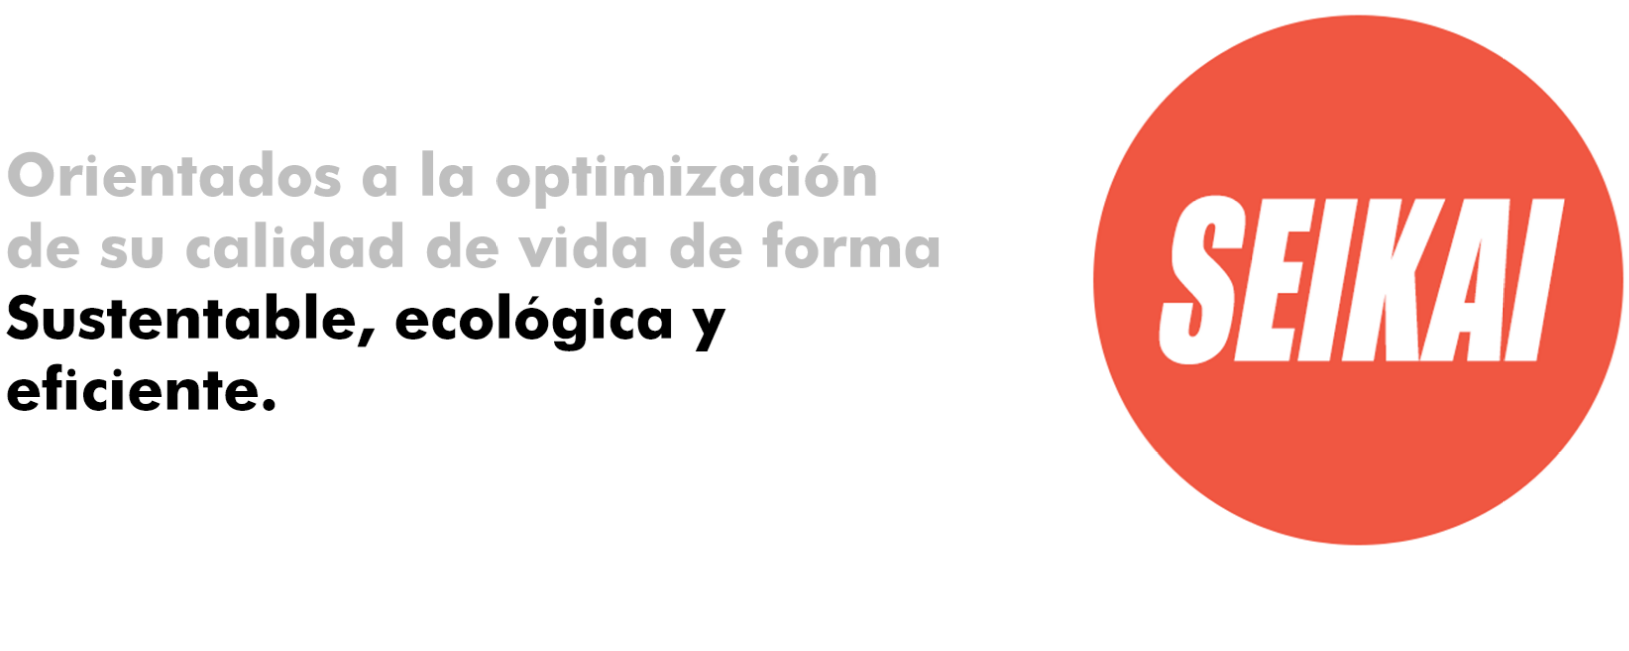 Orientados a la optimización
de su calidad de vida de forma
Sustentable, ecológica y
eficiente.
SEIKAI